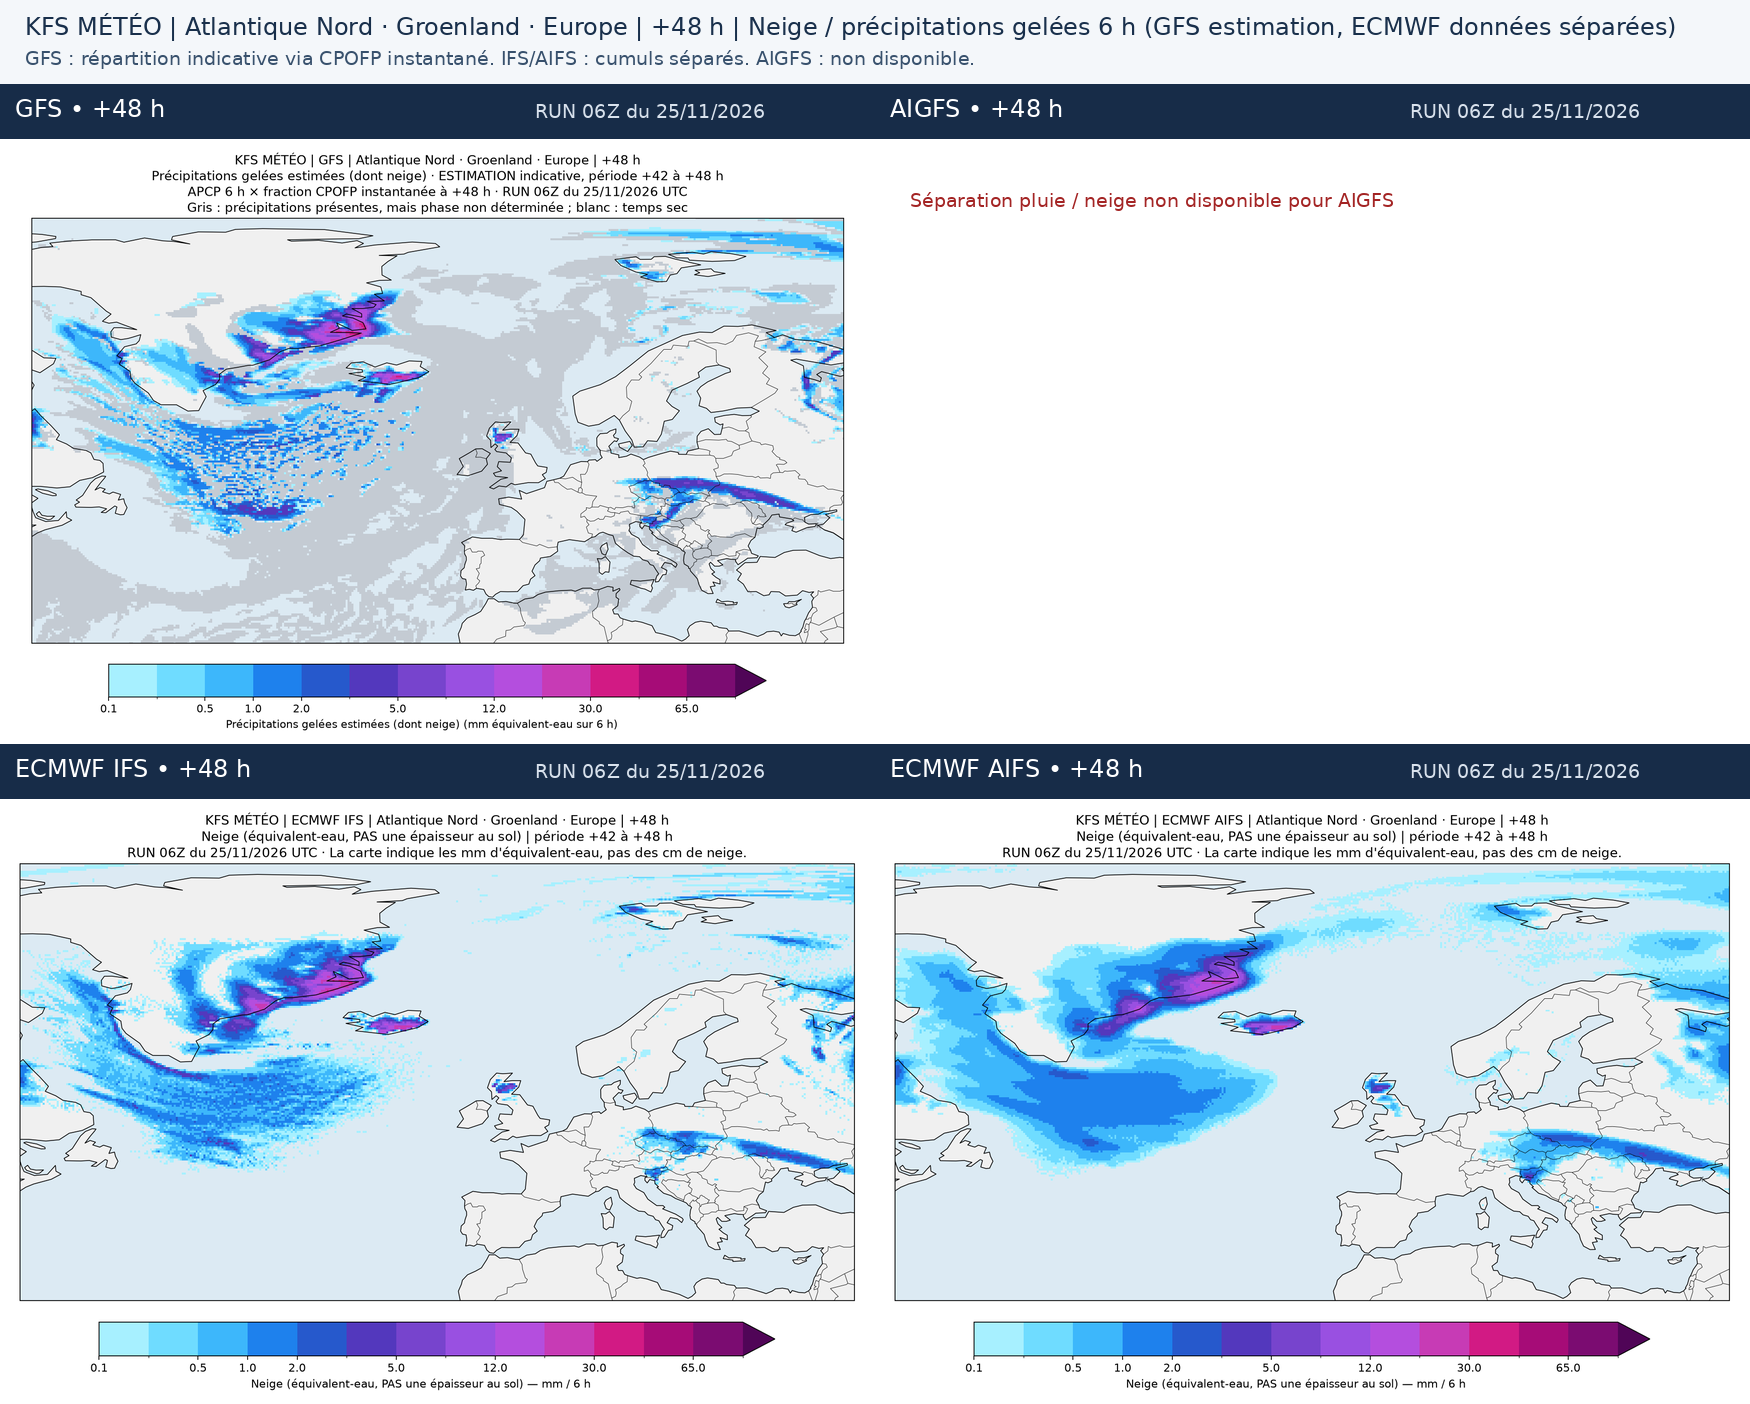 KFS MÉTÉO | Atlantique Nord · Groenland · Europe | +48 h | Neige / précipitations gelées 6 h (GFS estimation, ECMWF données séparées)
GFS : répartition indicative via CPOFP instantané. IFS/AIFS : cumuls séparés. AIGFS : non disponible.
GFS • +48 h
RUN 06Z du 25/11/2026
AIGFS • +48 h
RUN 06Z du 25/11/2026
KFS MÉTÉO | GFS | Atlantique Nord · Groenland · Europe | +48 h
Précipitations gelées estimées (dont neige) · ESTIMATION indicative, période +42 à +48 h
APCP 6 h × fraction CPOFP instantanée à +48 h · RUN 06Z du 25/11/2026 UTC
Gris : précipitations présentes, mais phase non déterminée ; blanc : temps sec
Séparation pluie / neige non disponible pour AIGFS
0.1 0.5 1.0 2.0 5.0 12.0 30.0 65.0
Précipitations gelées estimées (dont neige) (mm équivalent-eau sur 6 h)
ECMWF IFS • +48 h
RUN 06Z du 25/11/2026
ECMWF AIFS • +48 h
RUN 06Z du 25/11/2026
KFS MÉTÉO | ECMWF IFS | Atlantique Nord · Groenland · Europe | +48 h
Neige (équivalent-eau, PAS une épaisseur au sol) | période +42 à +48 h
RUN 06Z du 25/11/2026 UTC · La carte indique les mm d'équivalent-eau, pas des cm de neige.
KFS MÉTÉO | ECMWF AIFS | Atlantique Nord · Groenland · Europe | +48 h
Neige (équivalent-eau, PAS une épaisseur au sol) | période +42 à +48 h
RUN 06Z du 25/11/2026 UTC · La carte indique les mm d'équivalent-eau, pas des cm de neige.
0.1 0.5 1.0 2.0 5.0 12.0 30.0 65.0
Neige (équivalent-eau, PAS une épaisseur au sol) — mm / 6 h
0.1 0.5 1.0 2.0 5.0 12.0 30.0 65.0
Neige (équivalent-eau, PAS une épaisseur au sol) — mm / 6 h